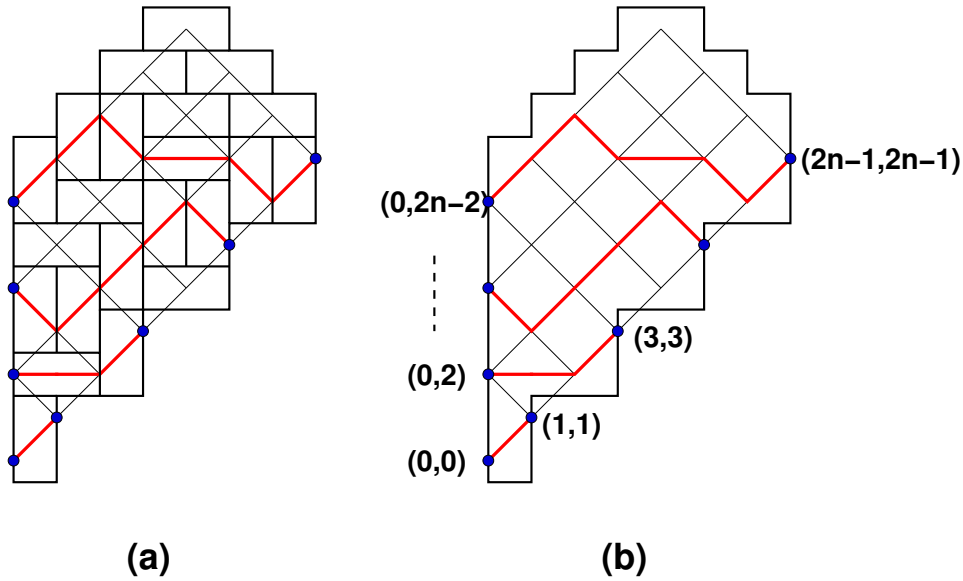 (2n−1,2n−1)
(0,2n−2)
(3,3)
(0,2)
(1,1)
(0,0)
(a)
(b)